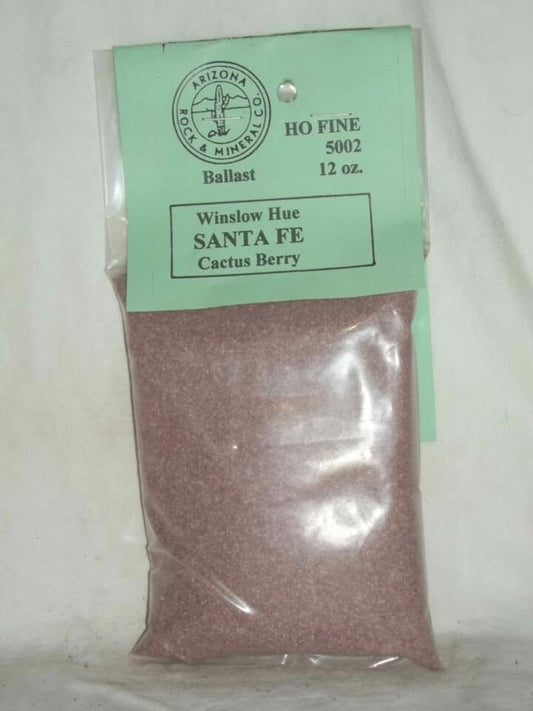 ARIZONA
ROCK & MINERAL CO.
HO FINE
5002
Ballast
12 oz.
Winslow Hue
SANTA FE
Cactus Berry